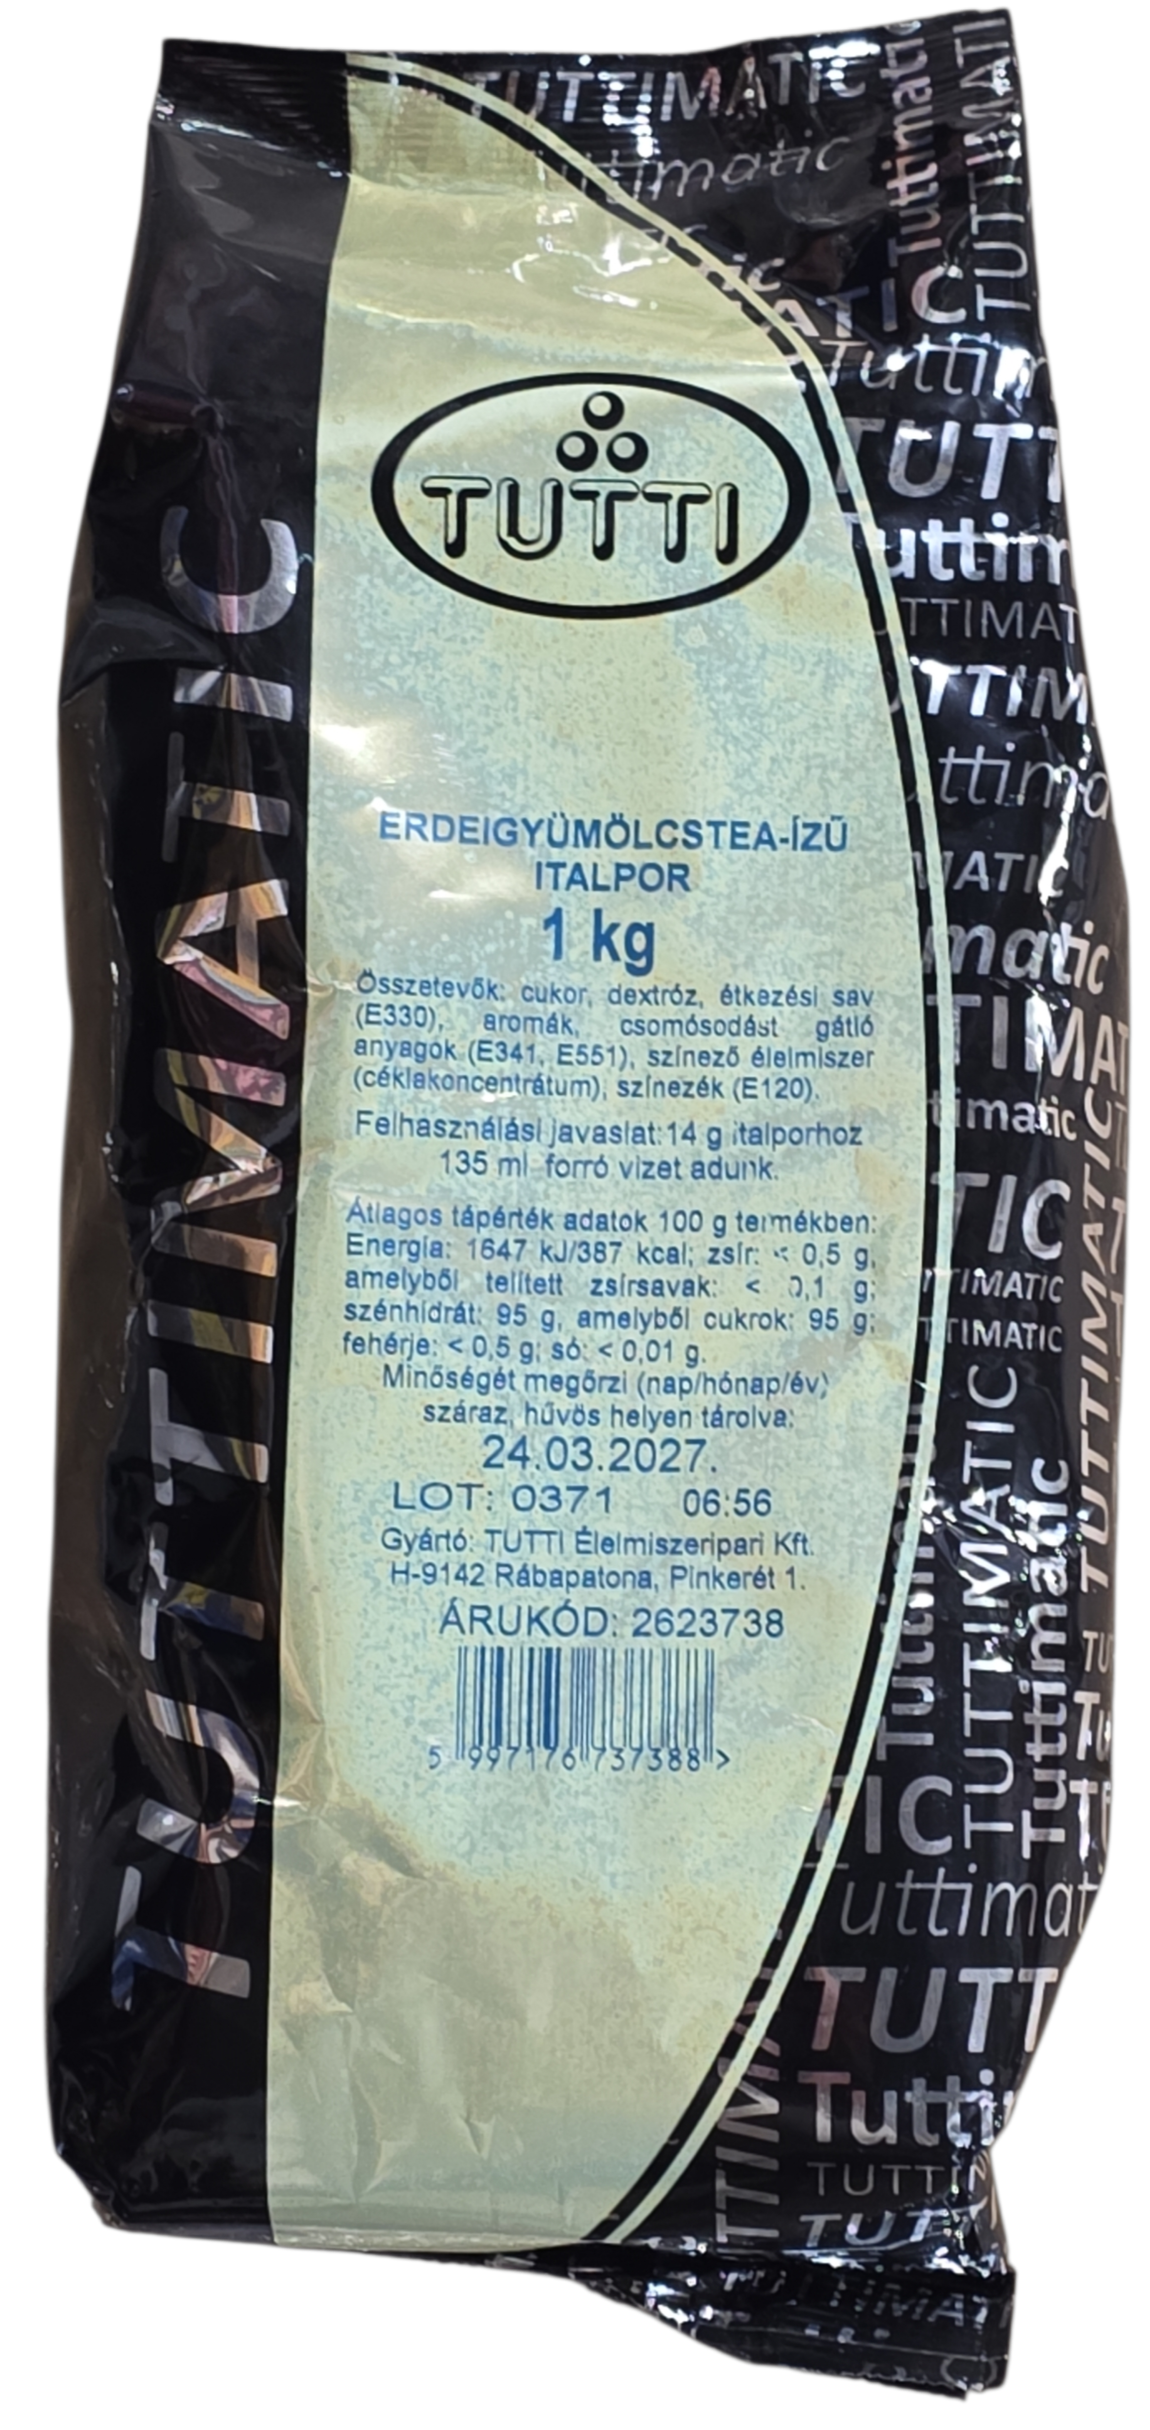 TUTTIMATIC
TUTTIMATIC
TUTTI
ERDEIGYÜMÖLCSTEA-ÍZŰ
ITALPOR
1 kg
Összetevők: cukor, dextróz, étkezési sav
(E330), aromák, csomósodást gátló
anyagok (E341, E551), színező élelmiszer
(céklakoncentrátum), színezék (E120).
Felhasználási javaslat: 14 g italporhoz
135 ml forró vizet adunk.
Átlagos tápérték adatok 100 g termékben:
Energia: 1647 kJ/387 kcal; zsír: < 0,5 g,
amelyből telített zsírsavak: < 0,1 g;
szénhidrát: 95 g, amelyből cukrok: 95 g;
fehérje: < 0,5 g; só: < 0,01 g.
Minőségét megőrzi (nap/hónap/év)
száraz, hűvös helyen tárolva:
24.03.2027.
LOT: 0371 06:56
Gyártó: TUTTI Élelmiszeripari Kft.
H-9142 Rábapatona, Pinkerét 1.
ÁRUKÓD: 2623738
5 997176 737388 >
Tuttimatic
TUTTIMATIC
TUTTIMATIC